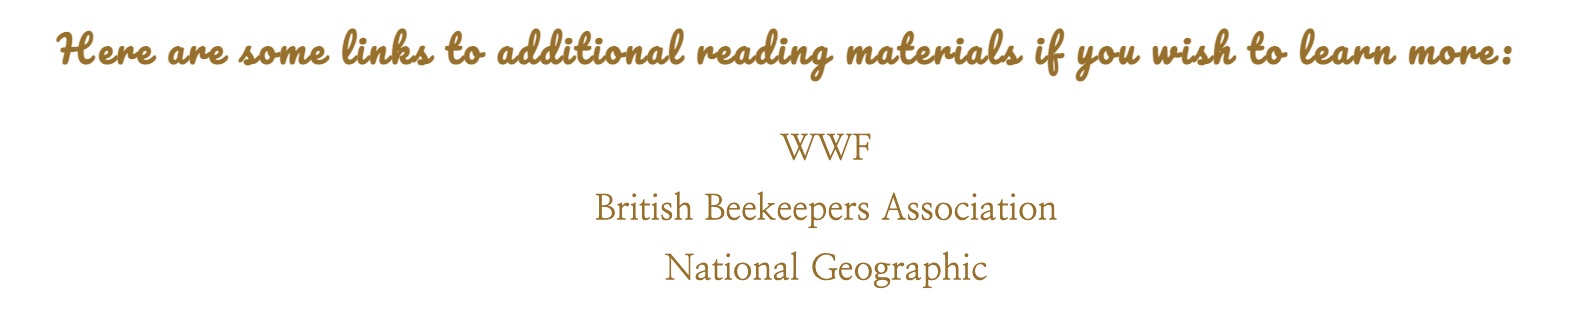 Here are some links to additional reading materials if you wish to learn more:
WWF
British Beekeepers Association
National Geographic